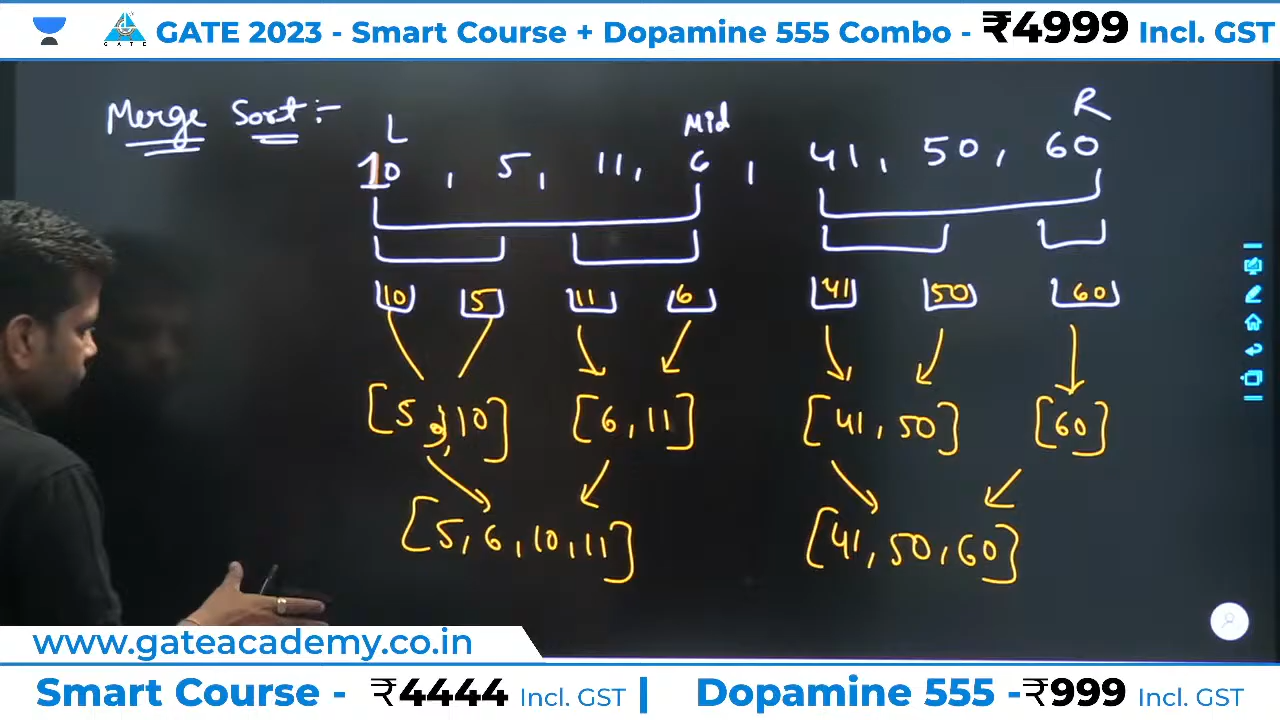 GATE
GATE 2023 - Smart Course + Dopamine 555 Combo - ₹4999 Incl. GST
Merge Sort :-
L Mid R
10 , 5 , 11 , 6 , 41 , 50 , 60
10 5 11 6 41 50 60
[5 , 10] [6 , 11] [41 , 50] [60]
[5 , 6 , 10 , 11] [41 , 50 , 60]
www.gateacademy.co.in
Smart Course - ₹4444 Incl. GST | Dopamine 555 -₹999 Incl. GST